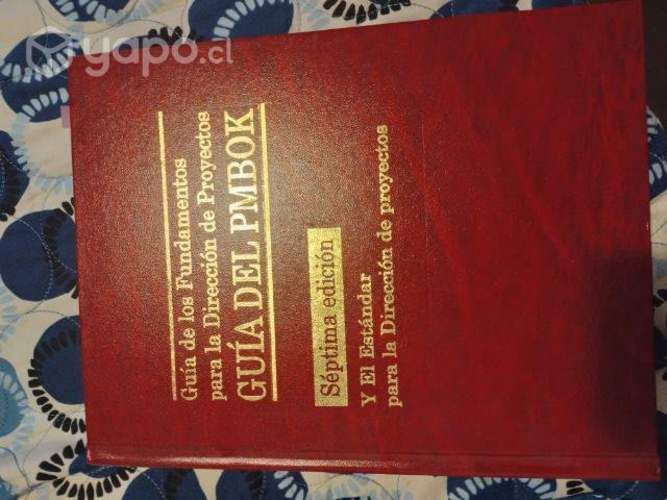 yapo.cl
Guía de los Fundamentos
para la Dirección de Proyectos
GUÍA DEL PMBOK
Séptima edición
Y El Estándar
para la Dirección de proyectos